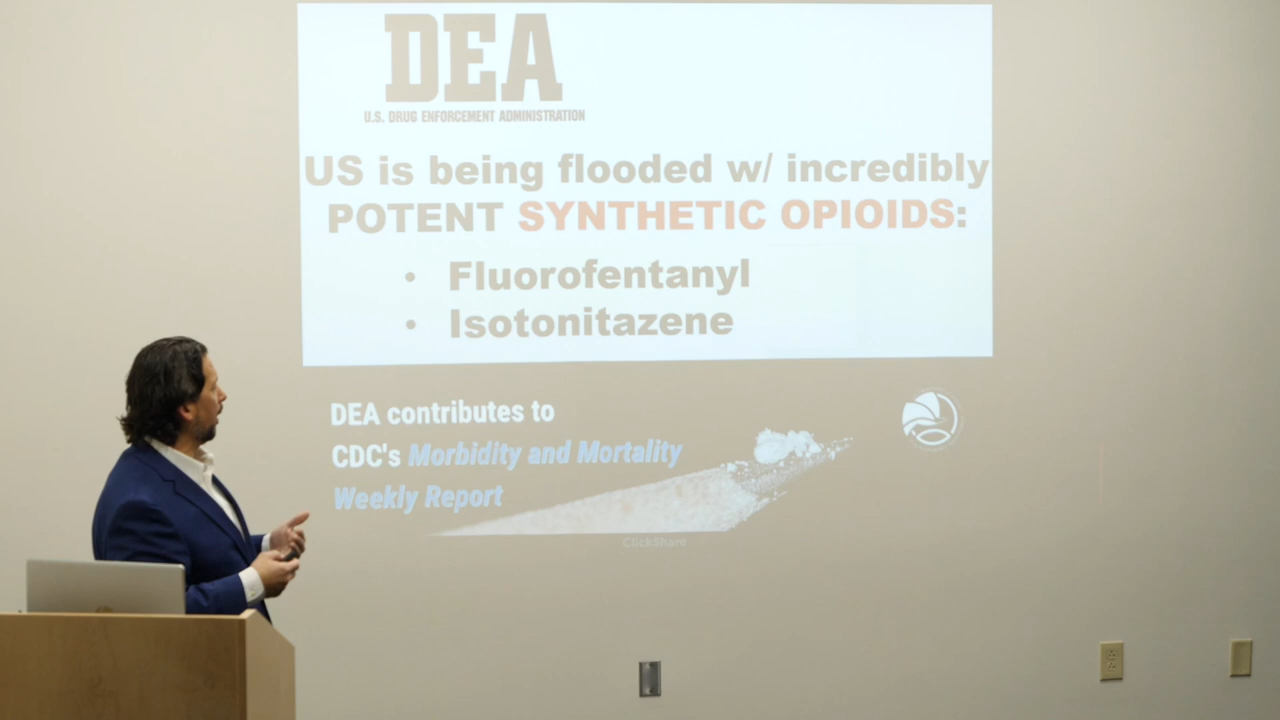 DEA
U.S. DRUG ENFORCEMENT ADMINISTRATION
US is being flooded w/ incredibly
POTENT SYNTHETIC OPIOIDS:
• Fluorofentanyl
• Isotonitazene
DEA contributes to
CDC's Morbidity and Mortality
Weekly Report
ClickShare